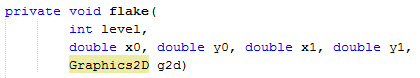 private void flake(
int level,
double x0, double y0, double x1, double y1,
Graphics2D g2d)